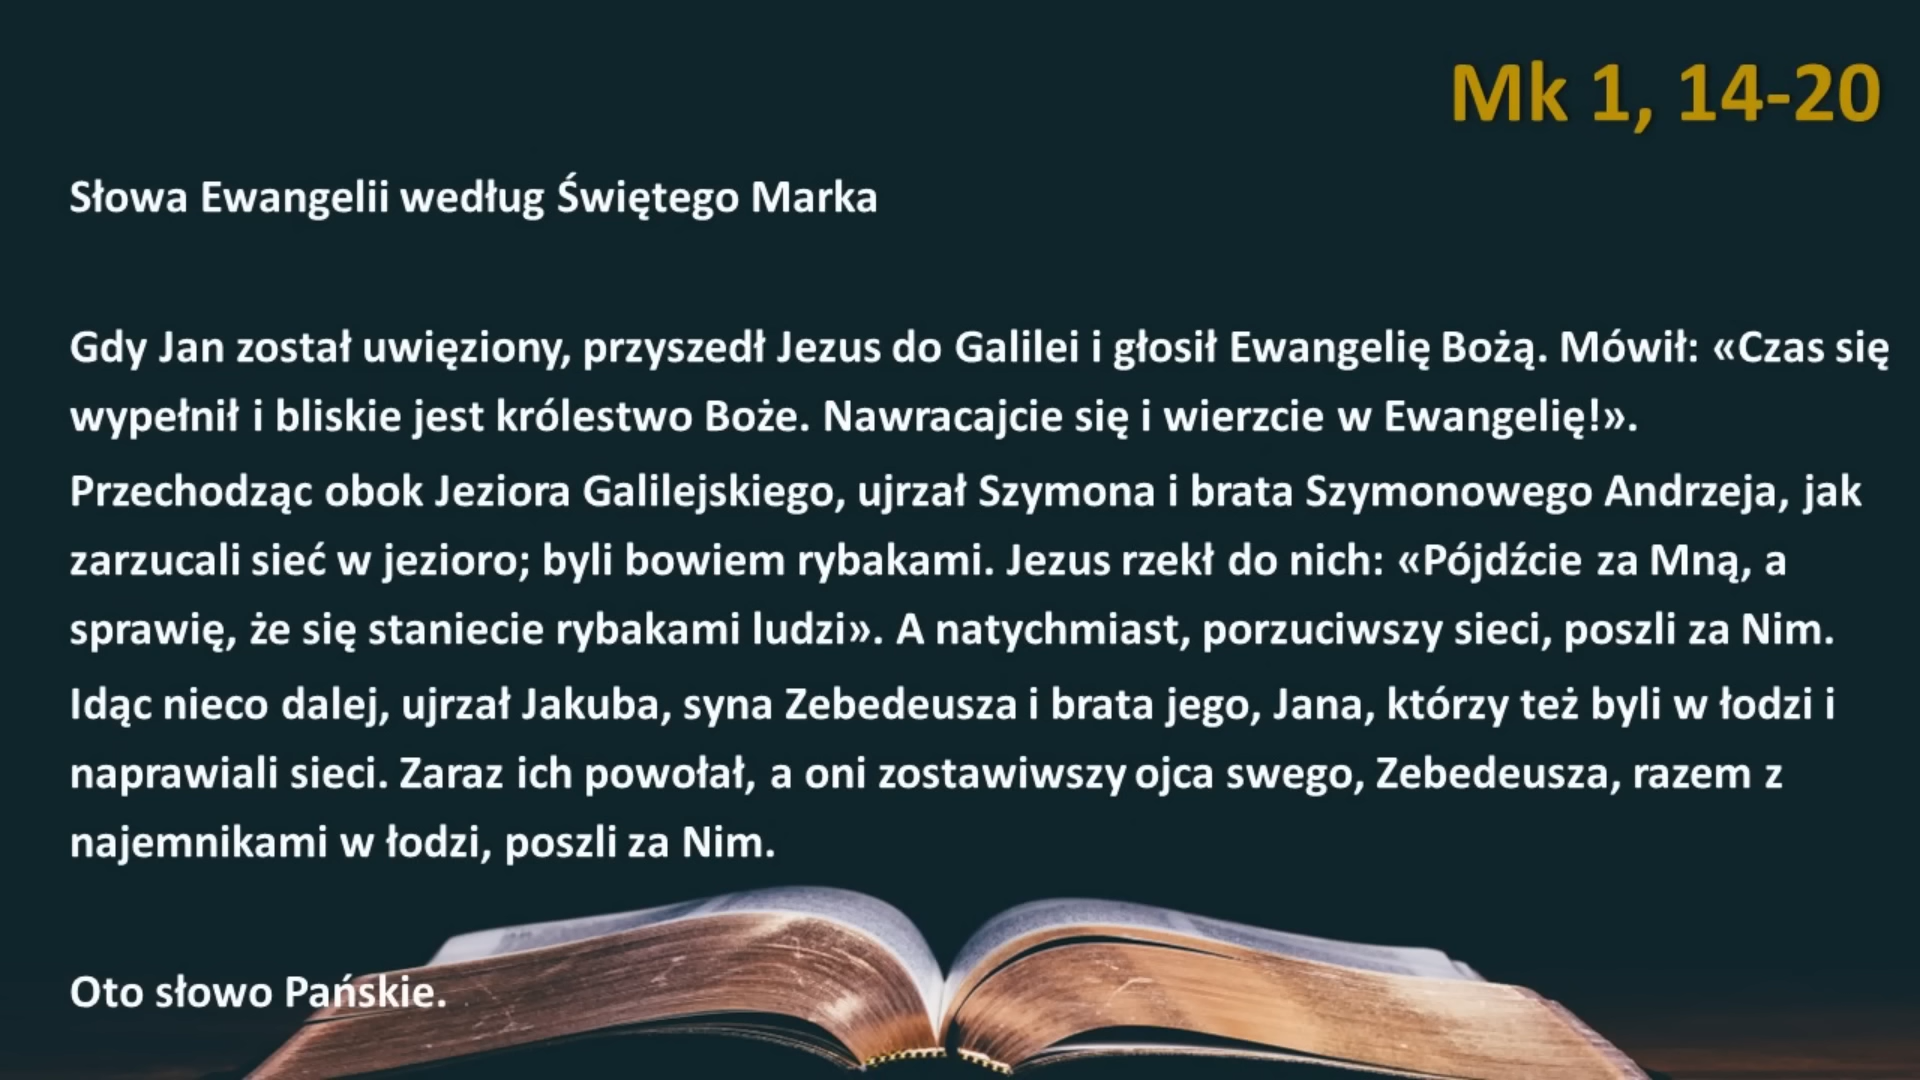 Mk 1, 14-20
Słowa Ewangelii według Świętego Marka
Gdy Jan został uwięziony, przyszedł Jezus do Galilei i głosił Ewangelię Bożą. Mówił: «Czas się
wypełnił i bliskie jest królestwo Boże. Nawracajcie się i wierzcie w Ewangelię!».
Przechodząc obok Jeziora Galilejskiego, ujrzał Szymona i brata Szymonowego Andrzeja, jak
zarzucali sieć w jezioro; byli bowiem rybakami. Jezus rzekł do nich: «Pójdźcie za Mną, a
sprawię, że się staniecie rybakami ludzi». A natychmiast, porzuciwszy sieci, poszli za Nim.
Idąc nieco dalej, ujrzał Jakuba, syna Zebedeusza i brata jego, Jana, którzy też byli w łodzi i
naprawiali sieci. Zaraz ich powołał, a oni zostawiwszy ojca swego, Zebedeusza, razem z
najemnikami w łodzi, poszli za Nim.
Oto słowo Pańskie.